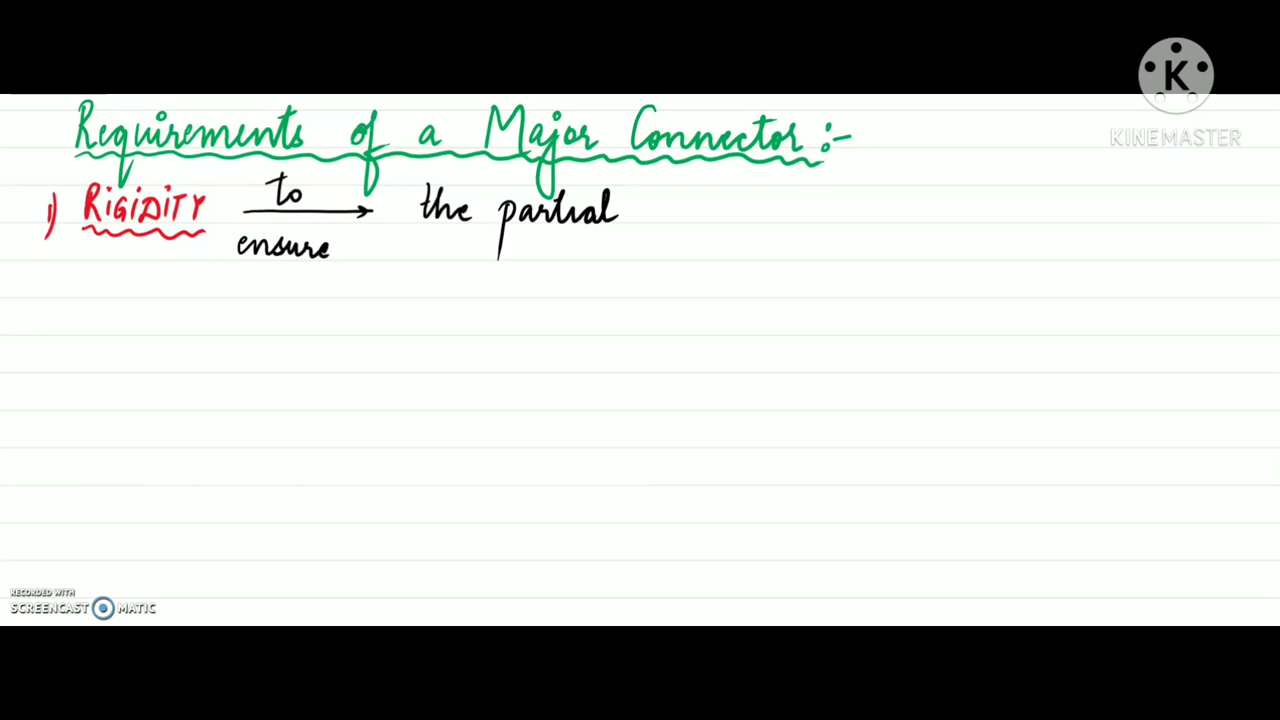 K
KINEMASTER
Requirements of a Major Connector :-
1) RIGIDITY to ensure → the partial
RECORDED WITH
SCREENCAST MATIC